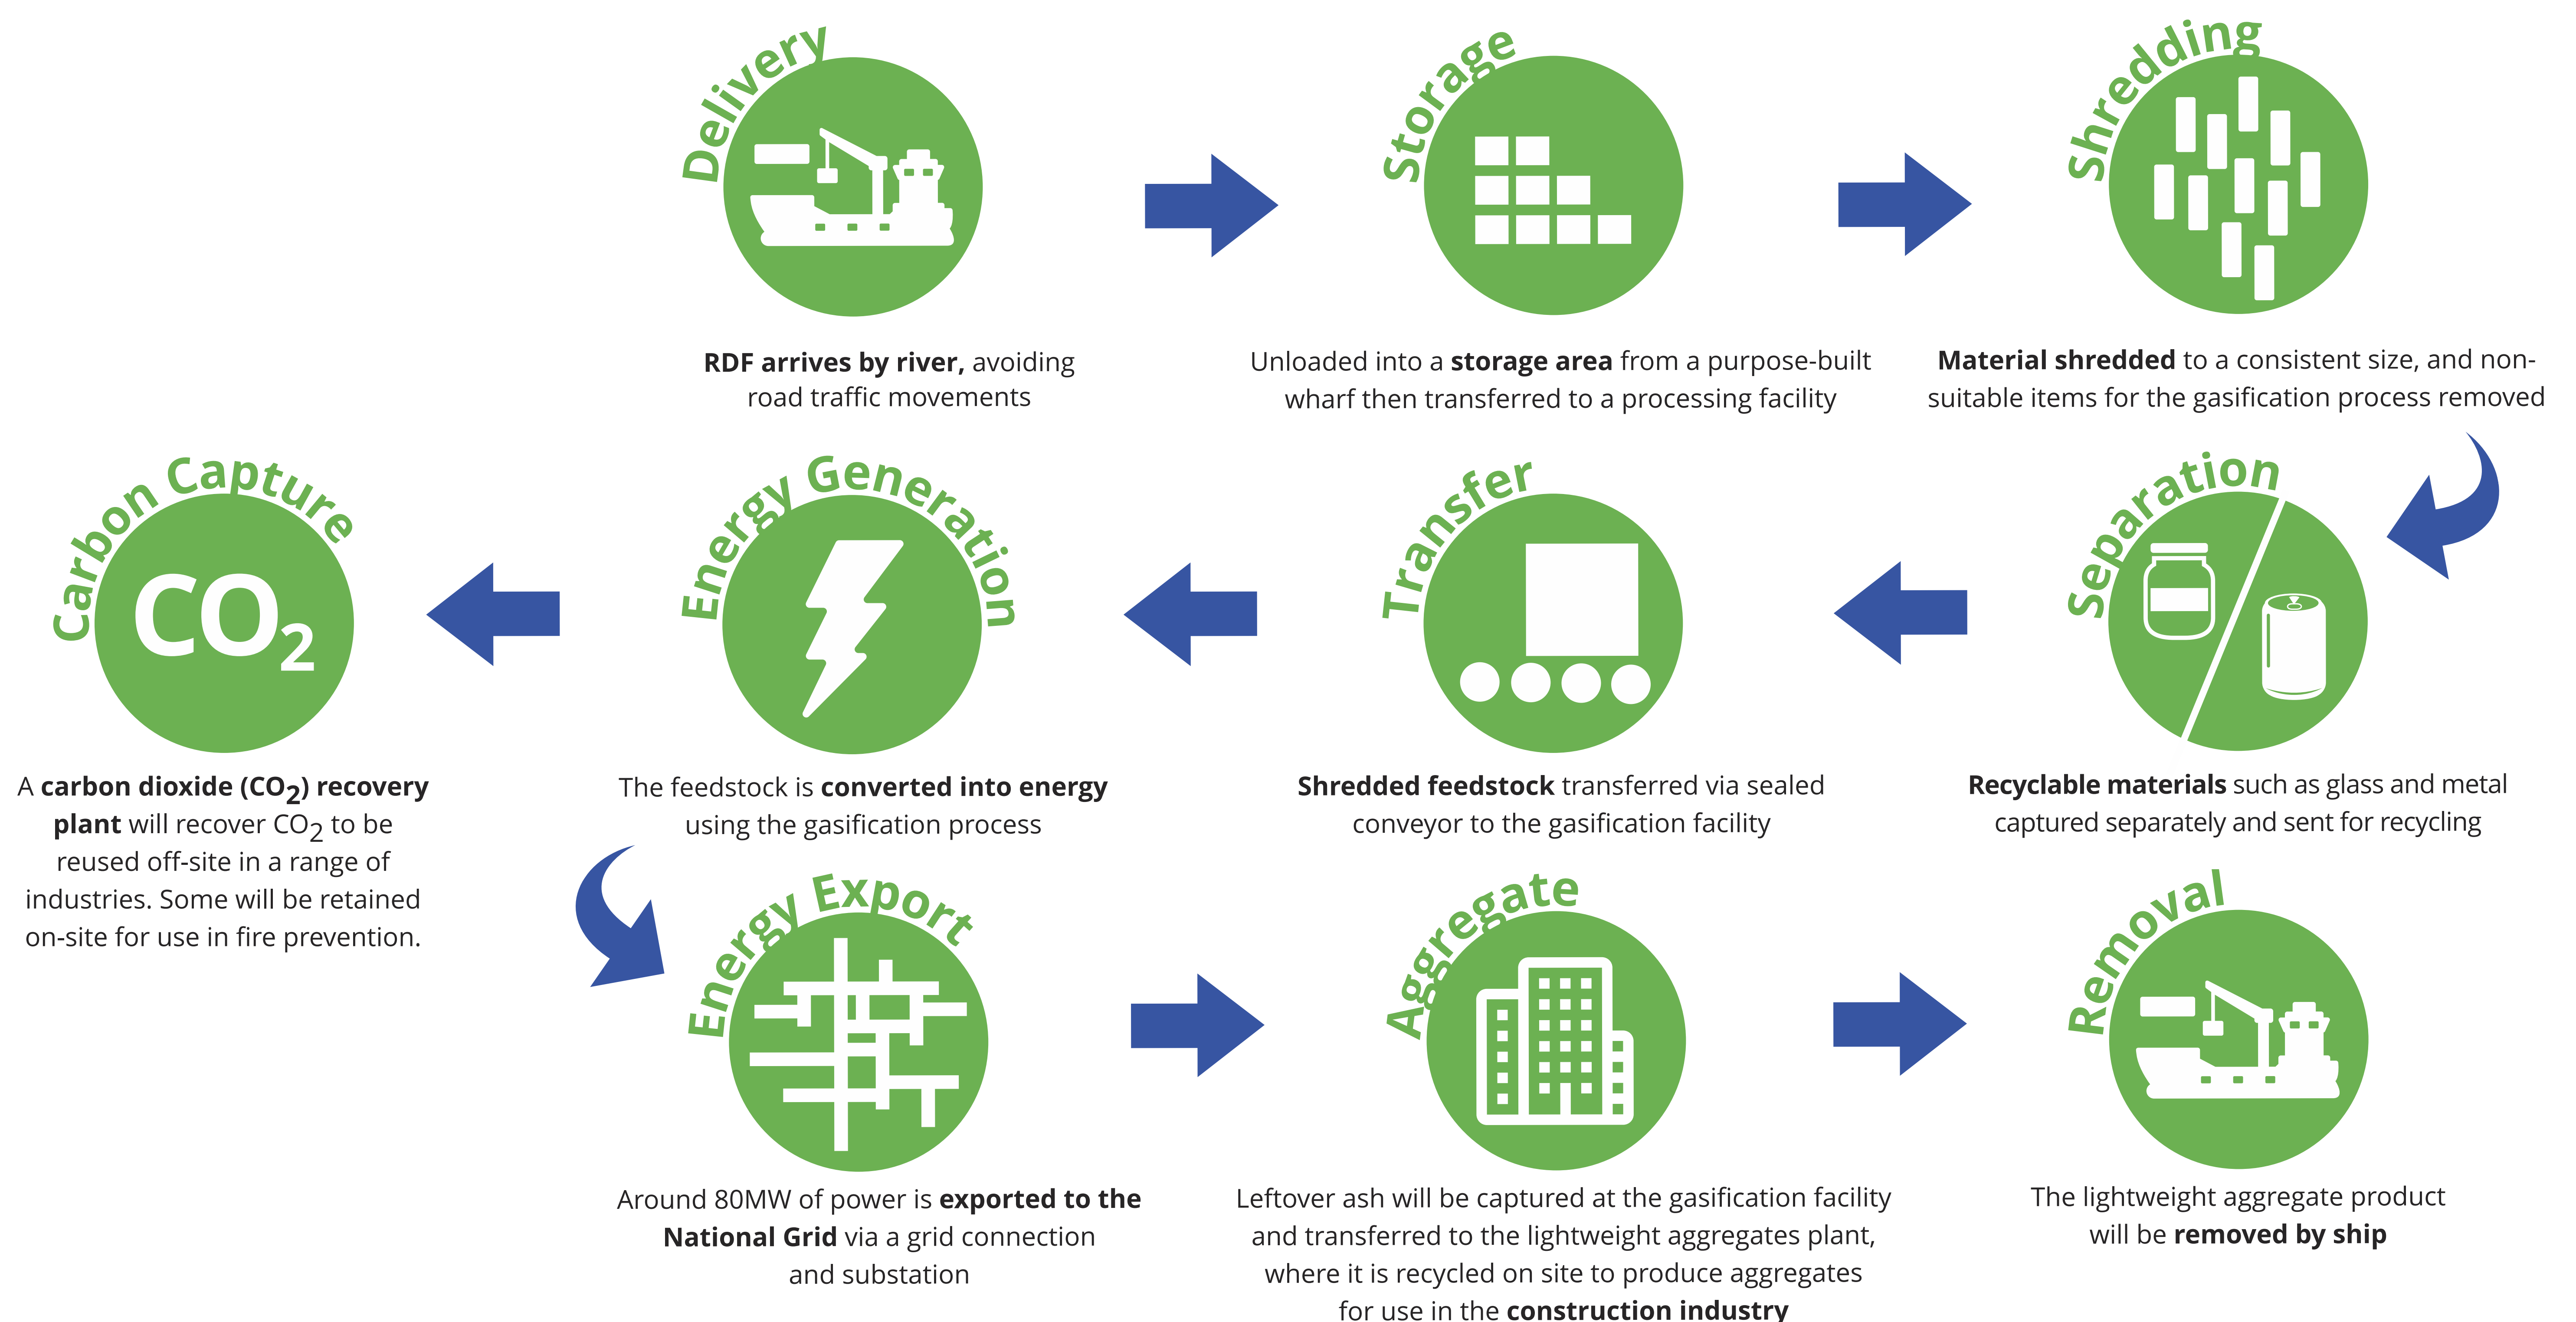 Delivery
RDF arrives by river, avoiding
road traffic movements
Storage
Unloaded into a storage area from a purpose-built
wharf then transferred to a processing facility
Shredding
Material shredded to a consistent size, and non-
suitable items for the gasification process removed
Separation
Recyclable materials such as glass and metal
captured separately and sent for recycling
Transfer
Shredded feedstock transferred via sealed
conveyor to the gasification facility
Energy Generation
The feedstock is converted into energy
using the gasification process
Carbon Capture
CO₂
A carbon dioxide (CO₂) recovery
plant will recover CO₂ to be
reused off-site in a range of
industries. Some will be retained
on-site for use in fire prevention.
Energy Export
Around 80MW of power is exported to the
National Grid via a grid connection
and substation
Aggregate
Leftover ash will be captured at the gasification facility
and transferred to the lightweight aggregates plant,
where it is recycled on site to produce aggregates
for use in the construction industry
Removal
The lightweight aggregate product
will be removed by ship